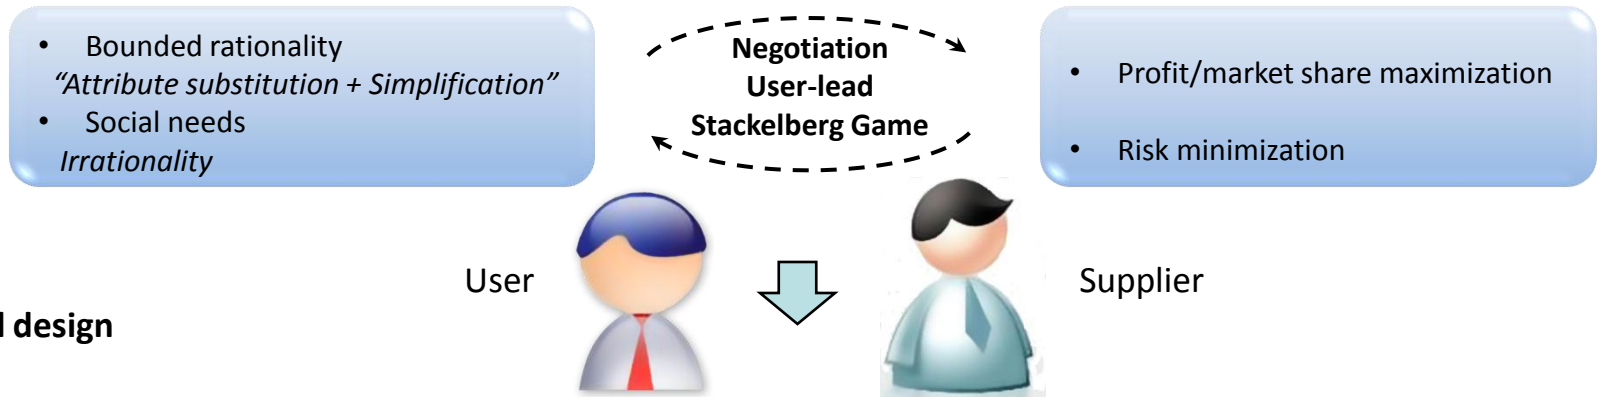 • Bounded rationality
“Attribute substitution + Simplification”
• Social needs
Irrationality
Negotiation
User-lead
Stackelberg Game
• Profit/market share maximization
• Risk minimization
User
Supplier
design